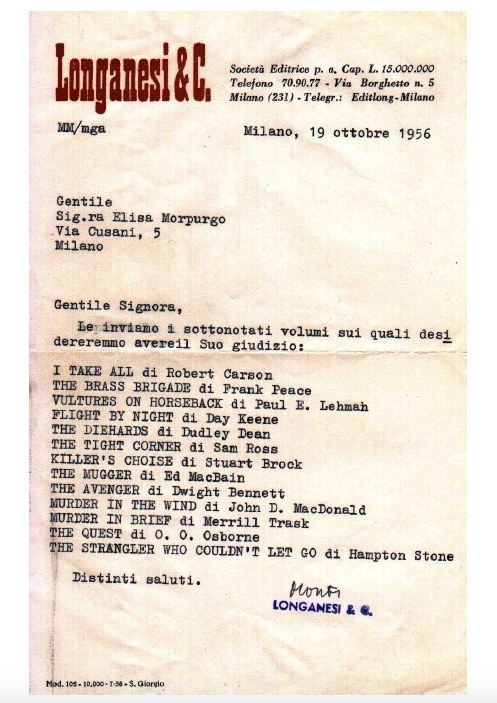 Longanesi & C.
Società Editrice p. a. Cap. L. 15.000.000
Telefono 70.90.77 - Via Borghetto n. 5
Milano (231) - Telegr.: Editlong-Milano
MM/mga
Milano, 19 ottobre 1956
Gentile
Sig.ra Elisa Morpurgo
Via Cusani, 5
Milano
Gentile Signora,
Le inviamo i sottonotati volumi sui quali desi
dereremmo avereil Suo giudizio:
I TAKE ALL di Robert Carson
THE BRASS BRIGADE di Frank Peace
VULTURES ON HORSEBACK di Paul E. Lehman
FLIGHT BY NIGHT di Day Keene
THE DIEHARDS di Dudley Dean
THE TIGHT CORNER di Sam Ross
KILLER'S CHOISE di Stuart Brock
THE MUGGER di Ed MacBain
THE AVENGER di Dwight Bennett
MURDER IN THE WIND di John D. MacDonald
MURDER IN BRIEF di Merrill Trask
THE QUEST di O. O. Osborne
THE STRANGLER WHO COULDN'T LET GO di Hampton Stone
Distinti saluti.
LONGANESI & C.
Mod. 102 - 10.000 - 7-56 - S. Giorgio